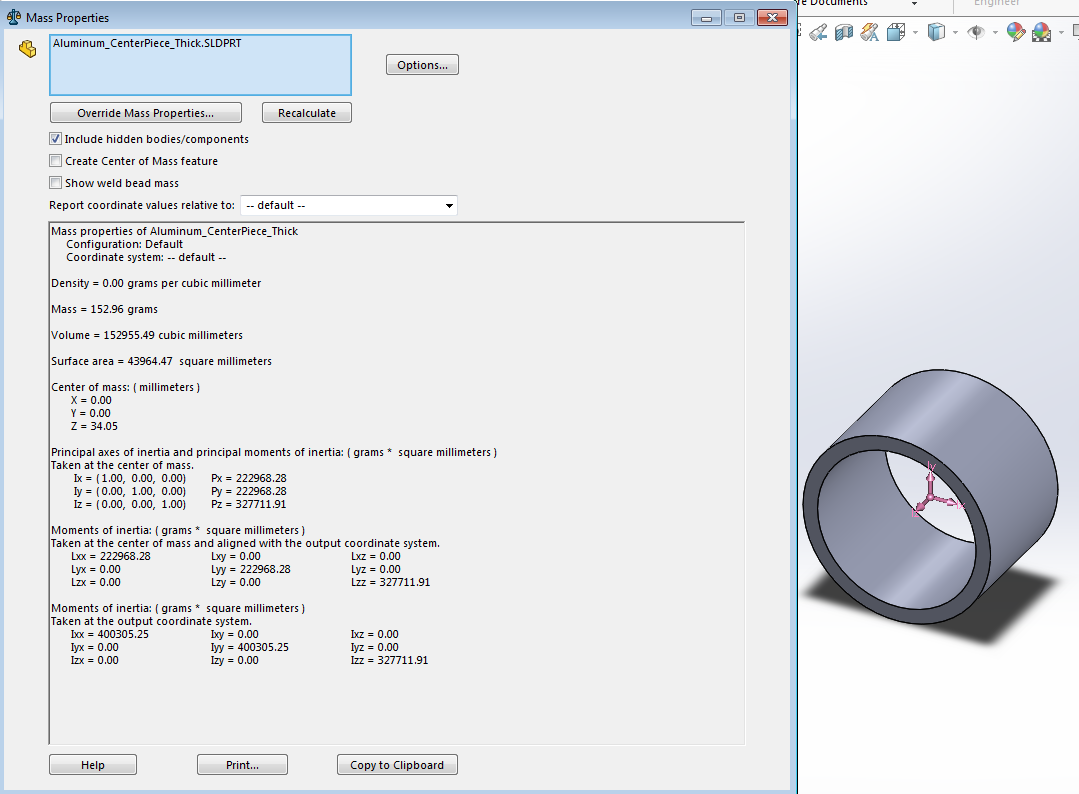 Mass Properties
re Documents
Engineer
Aluminum_CenterPiece_Thick.SLDPRT
Options...
Override Mass Properties...
Recalculate
Include hidden bodies/components
Create Center of Mass feature
Show weld bead mass
Report coordinate values relative to: -- default --
Mass properties of Aluminum_CenterPiece_Thick
Configuration: Default
Coordinate system: -- default --
Density = 0.00 grams per cubic millimeter
Mass = 152.96 grams
Volume = 152955.49 cubic millimeters
Surface area = 43964.47 square millimeters
Center of mass: ( millimeters )
X = 0.00
Y = 0.00
Z = 34.05
Principal axes of inertia and principal moments of inertia: ( grams * square millimeters )
Taken at the center of mass.
Ix = ( 1.00, 0.00, 0.00) Px = 222968.28
Iy = ( 0.00, 1.00, 0.00) Py = 222968.28
Iz = ( 0.00, 0.00, 1.00) Pz = 327711.91
Moments of inertia: ( grams * square millimeters )
Taken at the center of mass and aligned with the output coordinate system.
Lxx = 222968.28 Lxy = 0.00 Lxz = 0.00
Lyx = 0.00 Lyy = 222968.28 Lyz = 0.00
Lzx = 0.00 Lzy = 0.00 Lzz = 327711.91
Moments of inertia: ( grams * square millimeters )
Taken at the output coordinate system.
Ixx = 400305.25 Ixy = 0.00 Ixz = 0.00
Iyx = 0.00 Iyy = 400305.25 Iyz = 0.00
Izx = 0.00 Izy = 0.00 Izz = 327711.91
Help
Print...
Copy to Clipboard